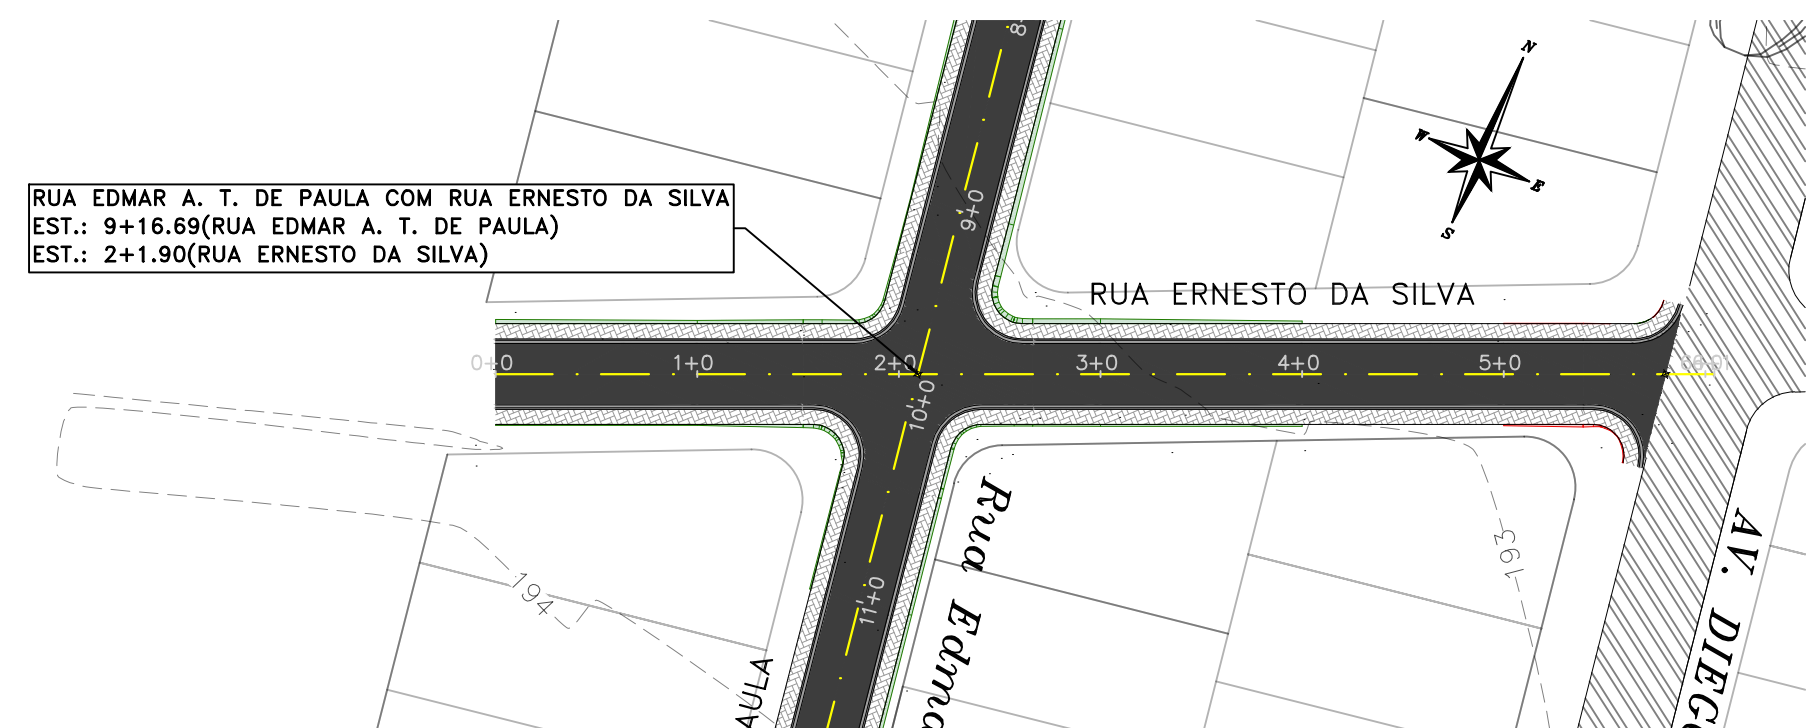 8+
N
W
E
S
RUA EDMAR A. T. DE PAULA COM RUA ERNESTO DA SILVA
EST.: 9+16.69(RUA EDMAR A. T. DE PAULA)
EST.: 2+1.90(RUA ERNESTO DA SILVA)
9+0
RUA ERNESTO DA SILVA
0+0
1+0
2+0
3+0
4+0
5+0
10+0
Rua Edma
193
194
11+0
AV. DIEG
AULA